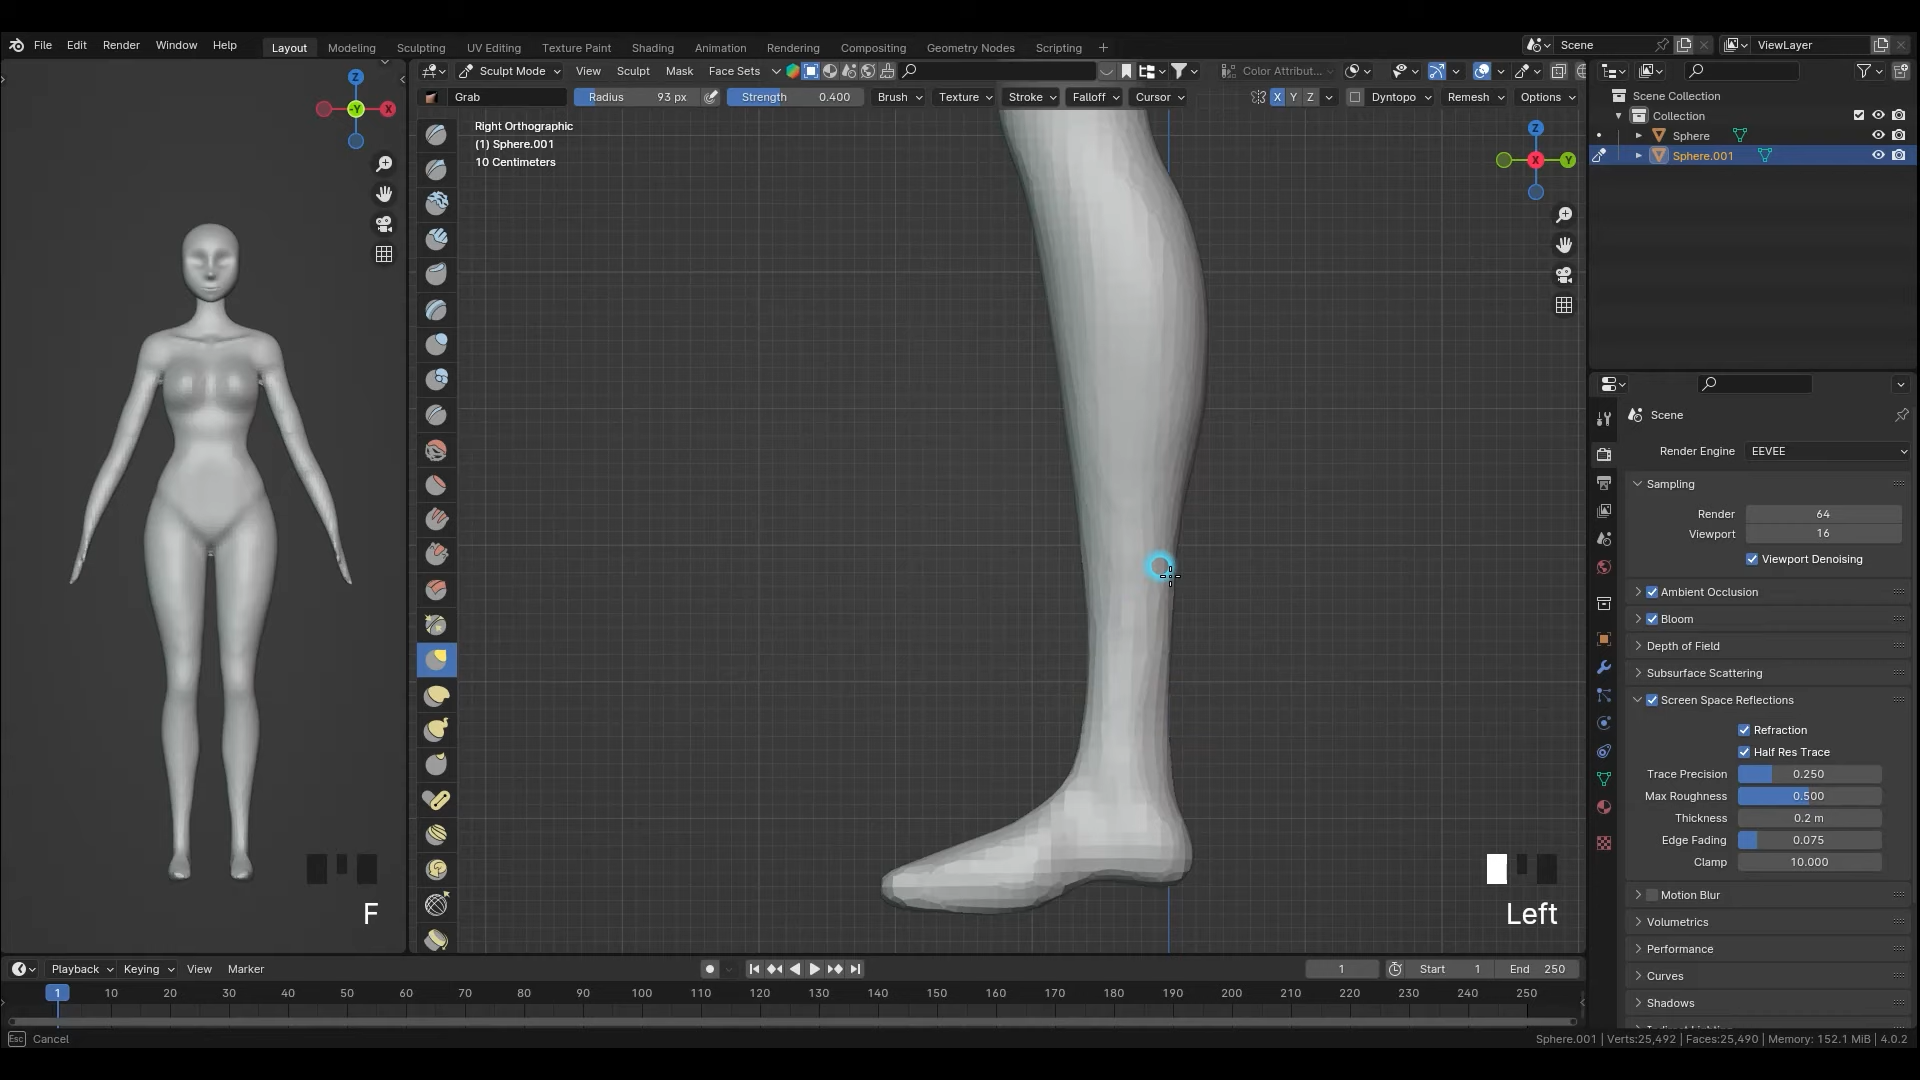 File Edit Render Window Help Layout Modeling Sculpting UV Editing Texture Paint Shading Animation Rendering Compositing Geometry Nodes Scripting + Scene ViewLayer
Sculpt Mode View Sculpt Mask Face Sets Color Attribut...
Grab Radius 93 px Strength 0.400 Brush Texture Stroke Falloff Cursor X Y Z Dyntopo Remesh Options
Z
-Y
X
Right Orthographic
(1) Sphere.001
10 Centimeters
Z
X
Y
Scene Collection
Collection
Sphere
Sphere.001
Scene
Render Engine EEVEE
Sampling
Render 64
Viewport 16
Viewport Denoising
Ambient Occlusion
Bloom
Depth of Field
Subsurface Scattering
Screen Space Reflections
Refraction
Half Res Trace
Trace Precision 0.250
Max Roughness 0.500
Thickness 0.2 m
Edge Fading 0.075
Clamp 10.000
Motion Blur
Volumetrics
Performance
Curves
Shadows
F
Left
Playback Keying View Marker 1 Start 1 End 250
1 10 20 30 40 50 60 70 80 90 100 110 120 130 140 150 160 170 180 190 200 210 220 230 240 250
Esc Cancel
Sphere.001 | Verts:25,492 | Faces:25,490 | Memory: 152.1 MiB | 4.0.2